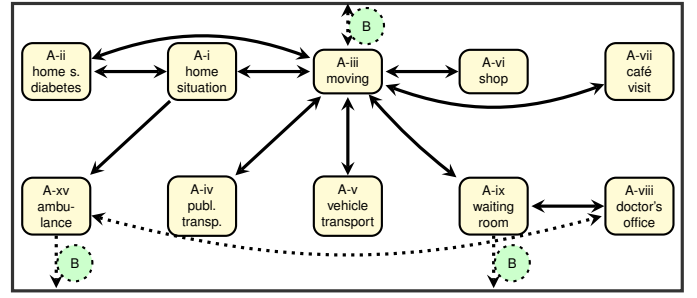 B
A-ii
home s.
diabetes
A-i
home
situation
A-iii
moving
A-vi
shop
A-vii
café
visit
A-xv
ambu-
lance
A-iv
publ.
transp.
A-v
vehicle
transport
A-ix
waiting
room
A-viii
doctor's
office
B
B